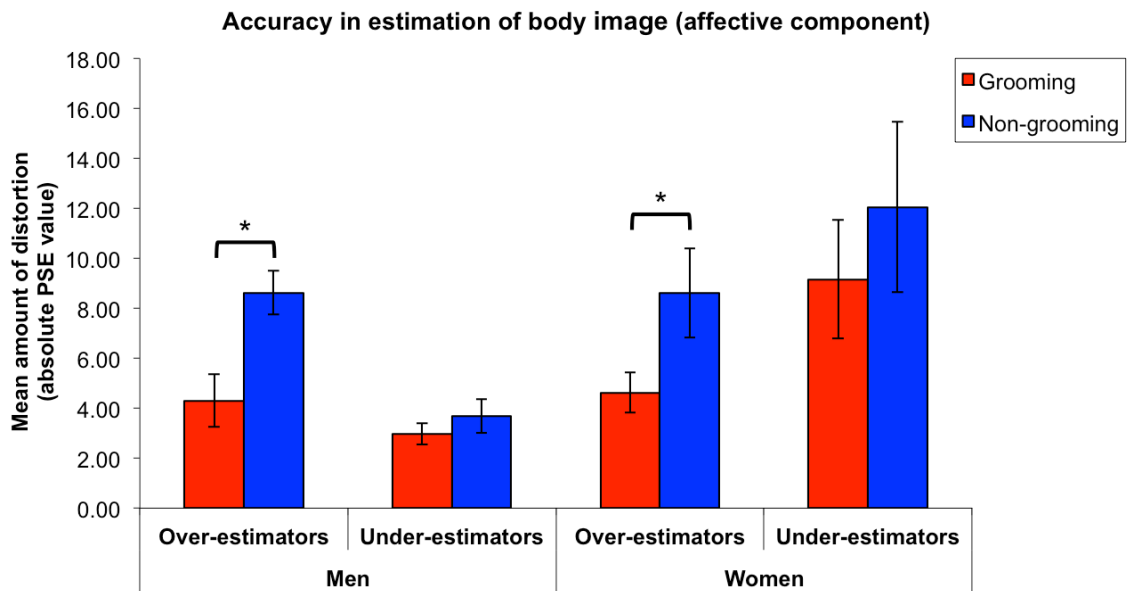 Accuracy in estimation of body image (affective component)
18.00
16.00
14.00
12.00
10.00
8.00
6.00
4.00
2.00
0.00
Mean amount of distortion
(absolute PSE value)
Grooming
Non-grooming
*
*
Over-estimators
Under-estimators
Over-estimators
Under-estimators
Men
Women